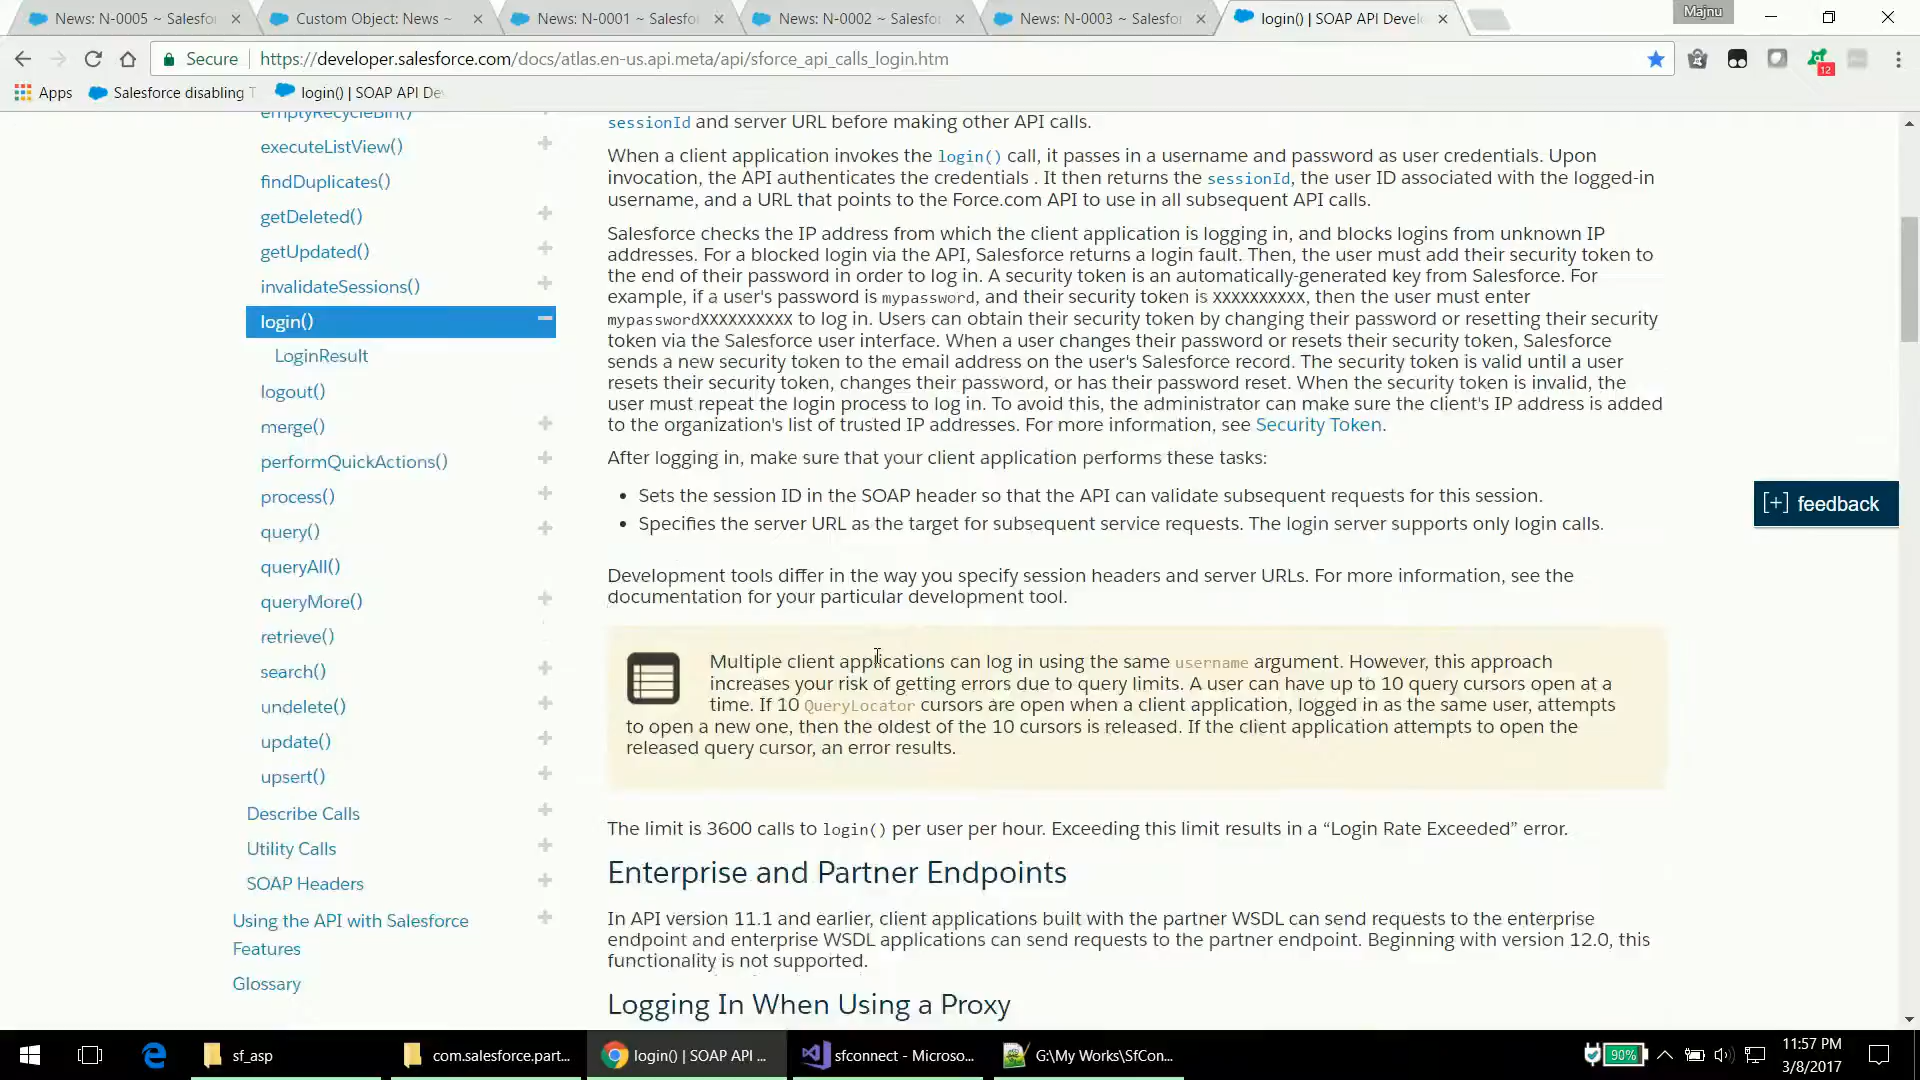 News: N-0005 ~ Salesfo
Custom Object: News ~
News: N-0001 ~ Salesfo
News: N-0002 ~ Salesfo
News: N-0003 ~ Salesfo
login() | SOAP API Devel
Majnu
Secure
https://developer.salesforce.com/docs/atlas.en-us.api.meta/api/sforce_api_calls_login.htm
12
Apps
Salesforce disabling T
login() | SOAP API De
emptyRecycleBin()
executeListView()
findDuplicates()
getDeleted()
getUpdated()
invalidateSessions()
login()
LoginResult
logout()
merge()
performQuickActions()
process()
query()
queryAll()
queryMore()
retrieve()
search()
undelete()
update()
upsert()
Describe Calls
Utility Calls
SOAP Headers
Using the API with Salesforce
Features
Glossary
sessionId and server URL before making other API calls.
When a client application invokes the login() call, it passes in a username and password as user credentials. Upon
invocation, the API authenticates the credentials . It then returns the sessionId, the user ID associated with the logged-in
username, and a URL that points to the Force.com API to use in all subsequent API calls.
Salesforce checks the IP address from which the client application is logging in, and blocks logins from unknown IP
addresses. For a blocked login via the API, Salesforce returns a login fault. Then, the user must add their security token to
the end of their password in order to log in. A security token is an automatically-generated key from Salesforce. For
example, if a user's password is mypassword, and their security token is XXXXXXXXXX, then the user must enter
mypasswordXXXXXXXXXX to log in. Users can obtain their security token by changing their password or resetting their security
token via the Salesforce user interface. When a user changes their password or resets their security token, Salesforce
sends a new security token to the email address on the user's Salesforce record. The security token is valid until a user
resets their security token, changes their password, or has their password reset. When the security token is invalid, the
user must repeat the login process to log in. To avoid this, the administrator can make sure the client's IP address is added
to the organization's list of trusted IP addresses. For more information, see Security Token.
After logging in, make sure that your client application performs these tasks:
• Sets the session ID in the SOAP header so that the API can validate subsequent requests for this session.
• Specifies the server URL as the target for subsequent service requests. The login server supports only login calls.
Development tools differ in the way you specify session headers and server URLs. For more information, see the
documentation for your particular development tool.
Multiple client applications can log in using the same username argument. However, this approach
increases your risk of getting errors due to query limits. A user can have up to 10 query cursors open at a
time. If 10 QueryLocator cursors are open when a client application, logged in as the same user, attempts
to open a new one, then the oldest of the 10 cursors is released. If the client application attempts to open the
released query cursor, an error results.
The limit is 3600 calls to login() per user per hour. Exceeding this limit results in a “Login Rate Exceeded” error.
Enterprise and Partner Endpoints
In API version 11.1 and earlier, client applications built with the partner WSDL can send requests to the enterprise
endpoint and enterprise WSDL applications can send requests to the partner endpoint. Beginning with version 12.0, this
functionality is not supported.
Logging In When Using a Proxy
[+] feedback
sf_asp
com.salesforce.part...
login() | SOAP API ...
sfconnect - Microso...
G:\My Works\SfCon...
90%
11:57 PM
3/8/2017